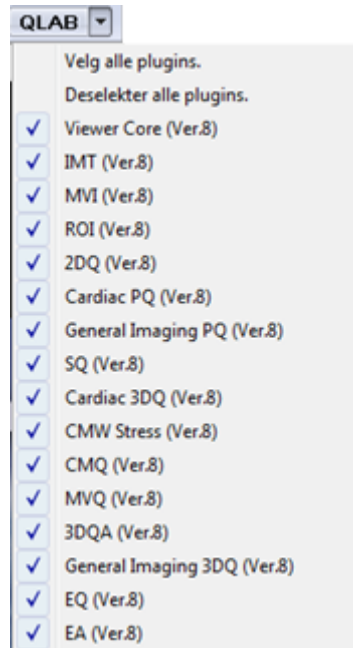 QLAB
Velg alle plugins.
Deselekter alle plugins.
Viewer Core (Ver.8)
IMT (Ver.8)
MVI (Ver.8)
ROI (Ver.8)
2DQ (Ver.8)
Cardiac PQ (Ver.8)
General Imaging PQ (Ver.8)
SQ (Ver.8)
Cardiac 3DQ (Ver.8)
CMW Stress (Ver.8)
CMQ (Ver.8)
MVQ (Ver.8)
3DQA (Ver.8)
General Imaging 3DQ (Ver.8)
EQ (Ver.8)
EA (Ver.8)